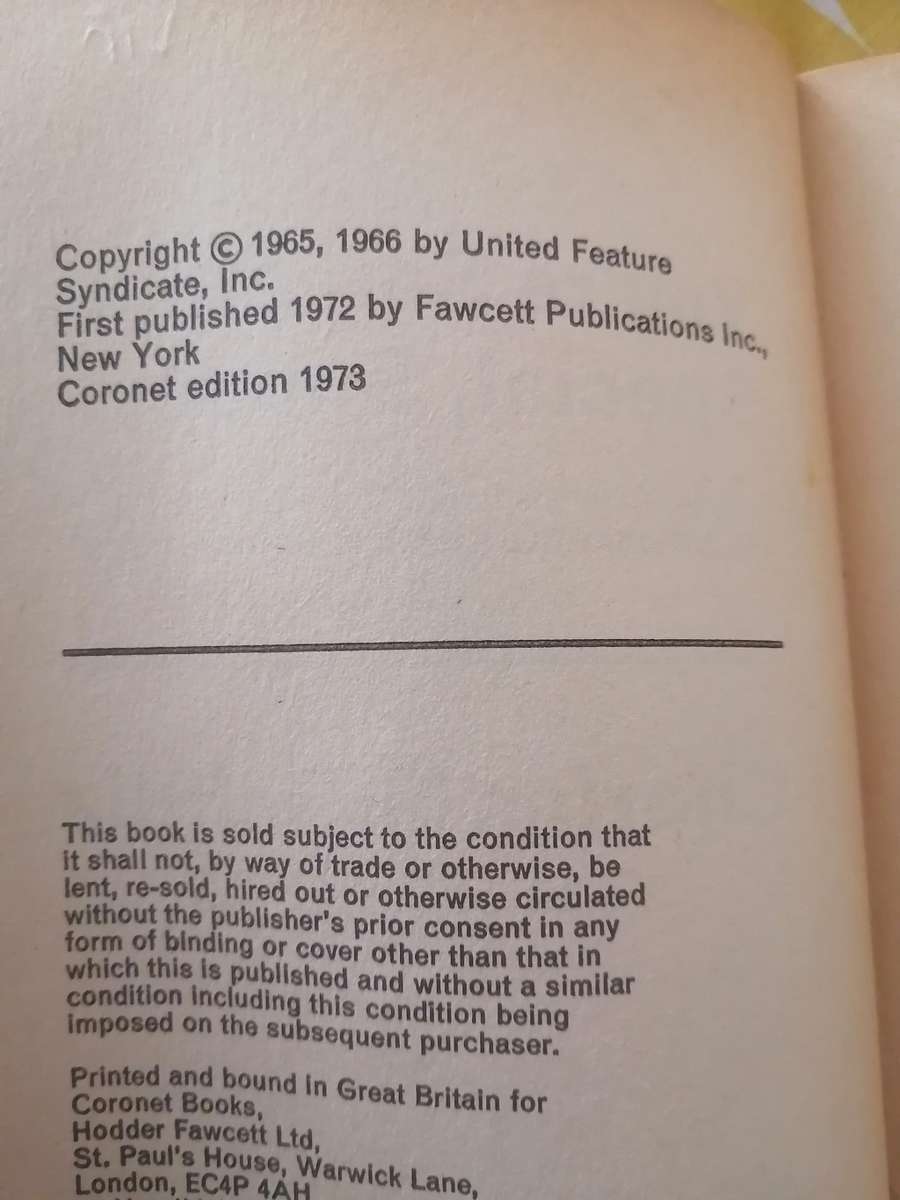 Copyright © 1965, 1966 by United Feature
Syndicate, Inc.
First published 1972 by Fawcett Publications Inc.,
New York
Coronet edition 1973
This book is sold subject to the condition that
it shall not, by way of trade or otherwise, be
lent, re-sold, hired out or otherwise circulated
without the publisher's prior consent in any
form of binding or cover other than that in
which this is published and without a similar
condition including this condition being
imposed on the subsequent purchaser.
Printed and bound in Great Britain for
Coronet Books,
Hodder Fawcett Ltd,
St. Paul's House, Warwick Lane,
London, EC4P 4AH